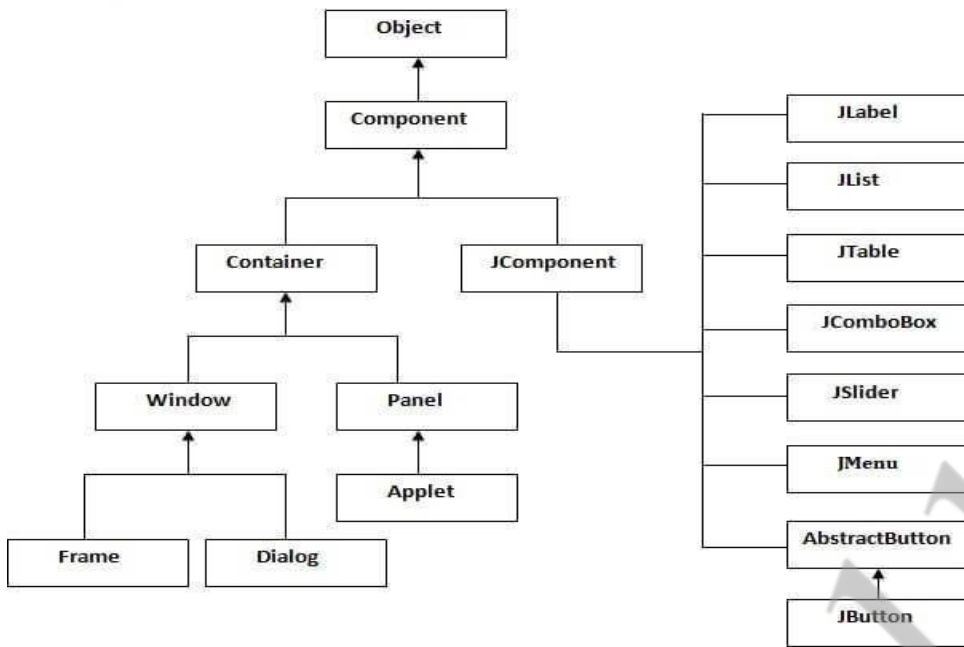 Object
Component
Container
JComponent
Window
Panel
Applet
Frame
Dialog
JLabel
JList
JTable
JComboBox
JSlider
JMenu
AbstractButton
JButton